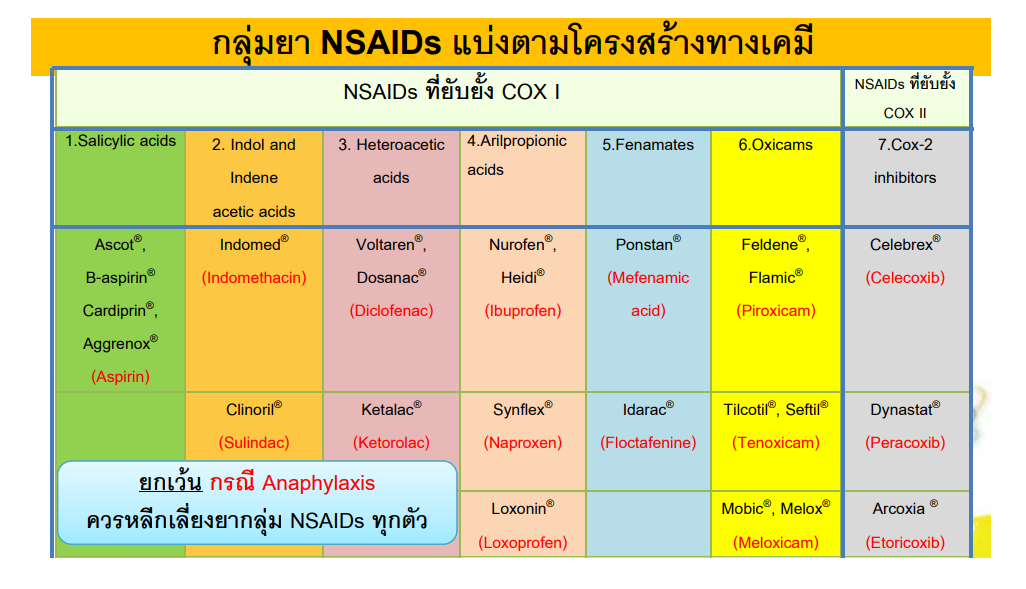 กลุ่มยา NSAIDs แบ่งตามโครงสร้างทางเคมี
NSAIDs ที่ยับยั้ง COX I
NSAIDs ที่ยับยั้ง
COX II
1.Salicylic acids
2. Indol and
Indene
acetic acids
3. Heteroacetic
acids
4.Arilpropionic
acids
5.Fenamates
6.Oxicams
7.Cox-2
inhibitors
Ascot®,
B-aspirin®
Cardiprin®,
Aggrenox®
(Aspirin)
Indomed®
(Indomethacin)
Voltaren®,
Dosanac®
(Diclofenac)
Nurofen®,
Heidi®
(Ibuprofen)
Ponstan®
(Mefenamic
acid)
Feldene®,
Flamic®
(Piroxicam)
Celebrex®
(Celecoxib)
Clinoril®
(Sulindac)
Ketalac®
(Ketorolac)
Synflex®
(Naproxen)
Idarac®
(Floctafenine)
Tilcotil®, Seftil®
(Tenoxicam)
Dynastat®
(Peracoxib)
ยกเว้น กรณี Anaphylaxis
ควรหลีกเลี่ยงยากลุ่ม NSAIDs ทุกตัว
Loxonin®
(Loxoprofen)
Mobic®, Melox®
(Meloxicam)
Arcoxia ®
(Etoricoxib)